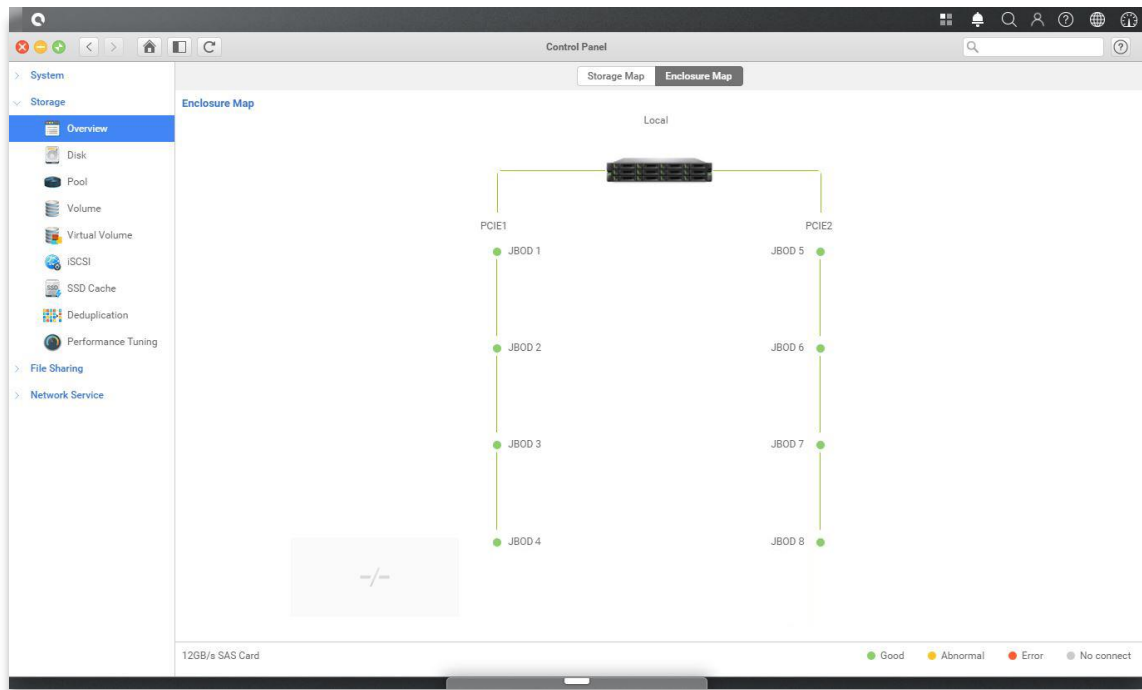 Control Panel
System
Storage
Overview
Disk
Pool
Volume
Virtual Volume
iSCSI
SSD Cache
Deduplication
Performance Tuning
File Sharing
Network Service
Storage Map Enclosure Map
Enclosure Map
Local
PCIE1 PCIE2
JBOD 1 JBOD 5
JBOD 2 JBOD 6
JBOD 3 JBOD 7
JBOD 4 JBOD 8
-/-
12GB/s SAS Card Good Abnormal Error No connect